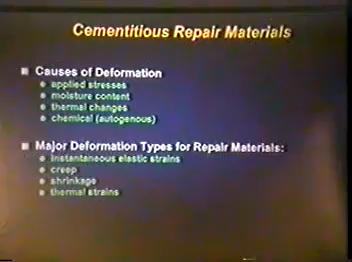 Cementitious Repair Materials
Causes of Deformation
applied stresses
moisture content
thermal changes
chemical (autogenous)
Major Deformation Types for Repair Materials:
instantaneous elastic strains
creep
shrinkage
thermal strains